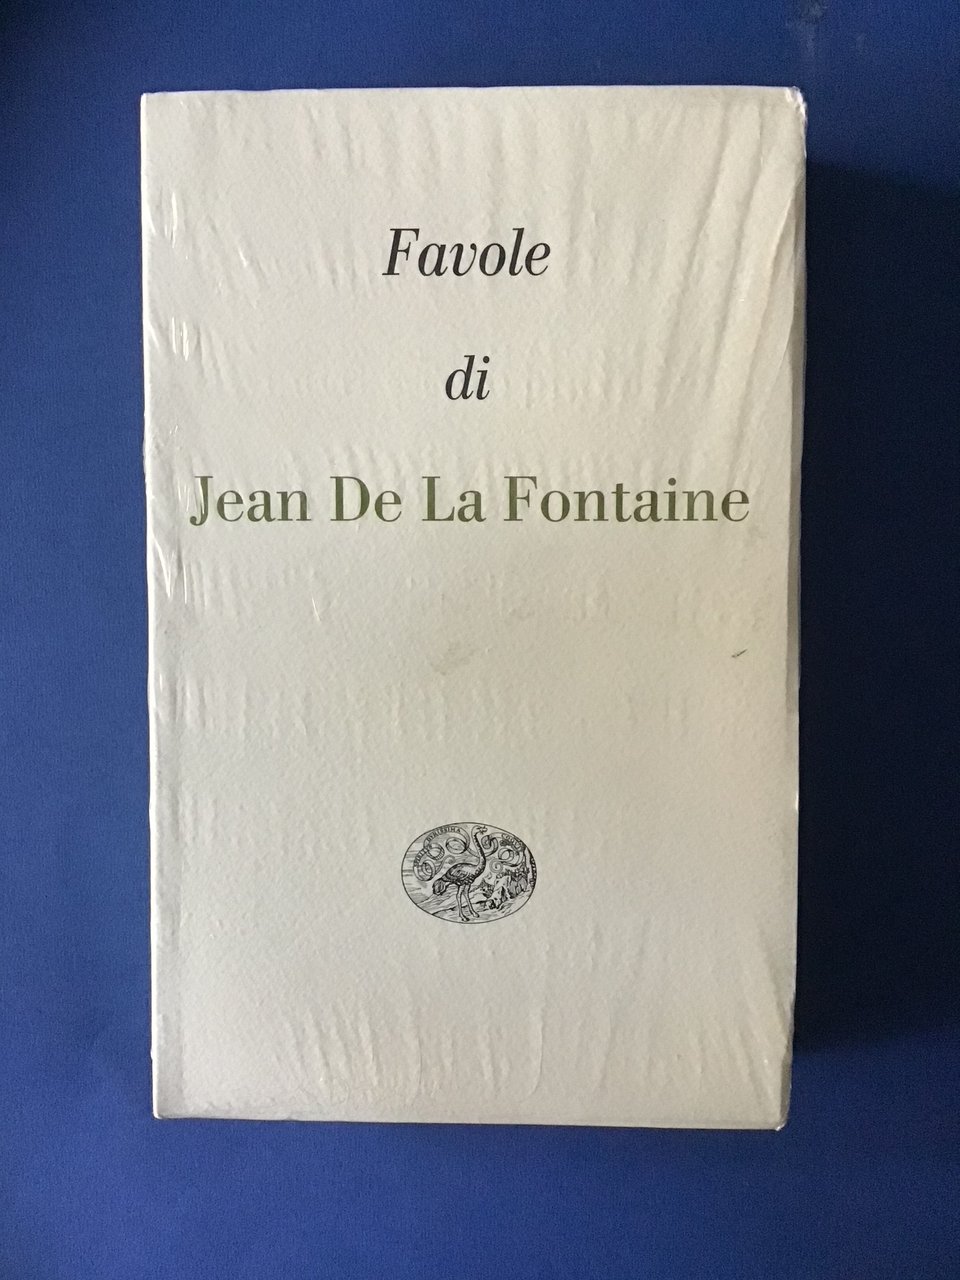 Favole
di
Jean De La Fontaine